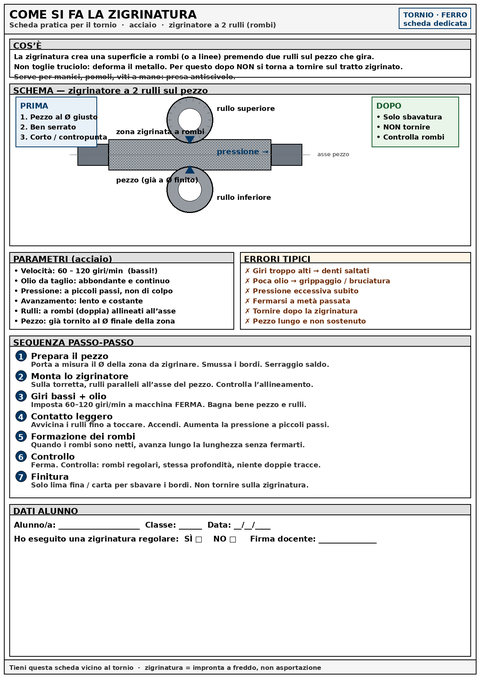 COME SI FA LA ZIGRINATURA
Scheda pratica per il tornio · acciaio · zigrinatore a 2 rulli (rombi)
TORNIO · FERRO
scheda dedicata
COS'È
La zigrinatura crea una superficie a rombi (o a linee) premendo due rulli sul pezzo che gira.
Non toglie truciolo: deforma il metallo. Per questo dopo NON si torna a tornire sul tratto zigrinato.
Serve per manici, pomoli, viti a mano: presa antiscivolo.
SCHEMA — zigrinatore a 2 rulli sul pezzo
PRIMA
1. Pezzo al Ø giusto
2. Ben serrato
3. Corto / contropunta
rullo superiore
zona zigrinata a rombi
pressione →
asse pezzo
pezzo (già a Ø finito)
rullo inferiore
DOPO
• Solo sbavatura
• NON tornire
• Controlla rombi
PARAMETRI (acciaio)
• Velocità: 60 – 120 giri/min (bassi!)
• Olio da taglio: abbondante e continuo
• Pressione: a piccoli passi, non di colpo
• Avanzamento: lento e costante
• Rulli: a rombi (doppia) allineati all'asse
• Pezzo: già tornito al Ø finale della zona
ERRORI TIPICI
✗ Giri troppo alti → denti saltati
✗ Poca olio → grippaggio / bruciatura
✗ Pressione eccessiva subito
✗ Fermarsi a metà passata
✗ Tornire dopo la zigrinatura
✗ Pezzo lungo e non sostenuto
SEQUENZA PASSO-PASSO
1 Prepara il pezzo
Porta a misura il Ø della zona da zigrinare. Smussa i bordi. Serraggio saldo.
2 Monta lo zigrinatore
Sulla torretta, rulli paralleli all'asse del pezzo. Controlla l'allineamento.
3 Giri bassi + olio
Imposta 60–120 giri/min a macchina FERMA. Bagna bene pezzo e rulli.
4 Contatto leggero
Avvicina i rulli fino a toccare. Accendi. Aumenta la pressione a piccoli passi.
5 Formazione dei rombi
Quando i rombi sono netti, avanza lungo la lunghezza senza fermarti.
6 Controllo
Ferma. Controlla: rombi regolari, stessa profondità, niente doppie tracce.
7 Finitura
Solo lima fina / carta per sbavare i bordi. Non tornire sulla zigrinatura.
DATI ALUNNO
Alunno/a: ______________________ Classe: ______ Data: __/__/____
Ho eseguito una zigrinatura regolare: SÌ □ NO □ Firma docente: ________________
Tieni questa scheda vicino al tornio · zigrinatura = impronta a freddo, non asportazione